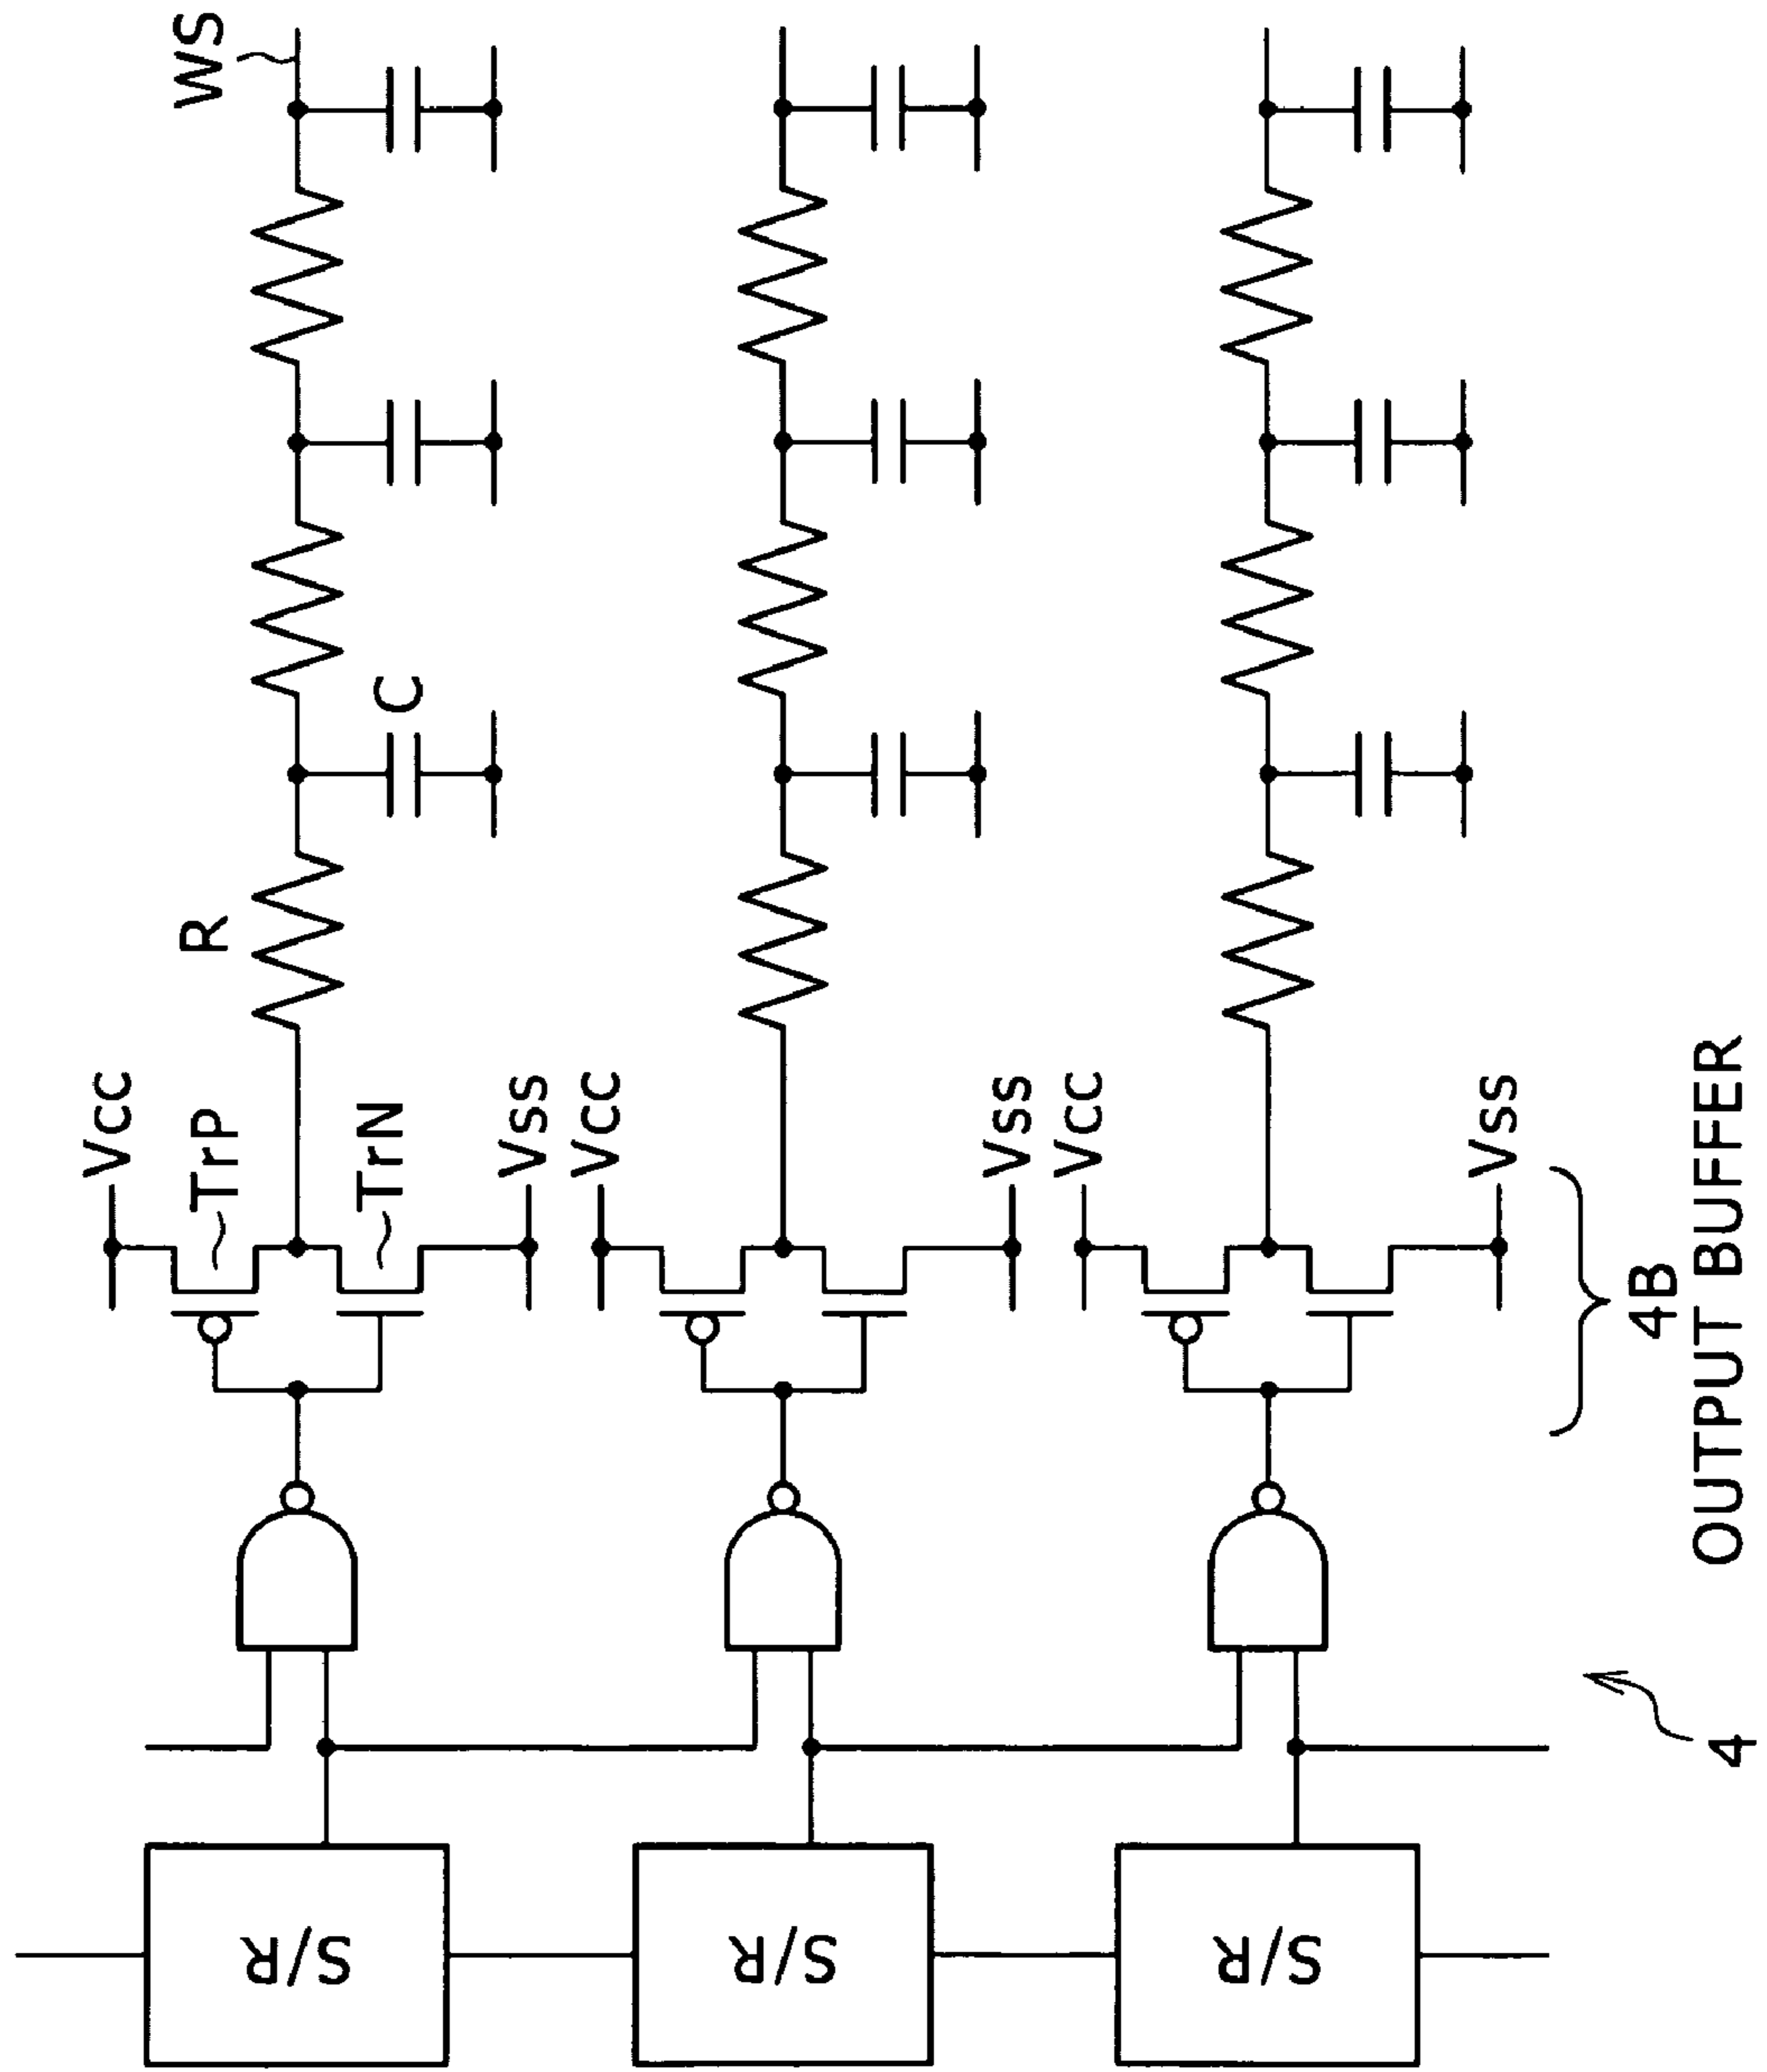 WS
C
R
Vcc
TrP
TrN
Vss
Vcc
Vss
Vcc
Vss
4B
OUTPUT BUFFER
4
S/R
S/R
S/R